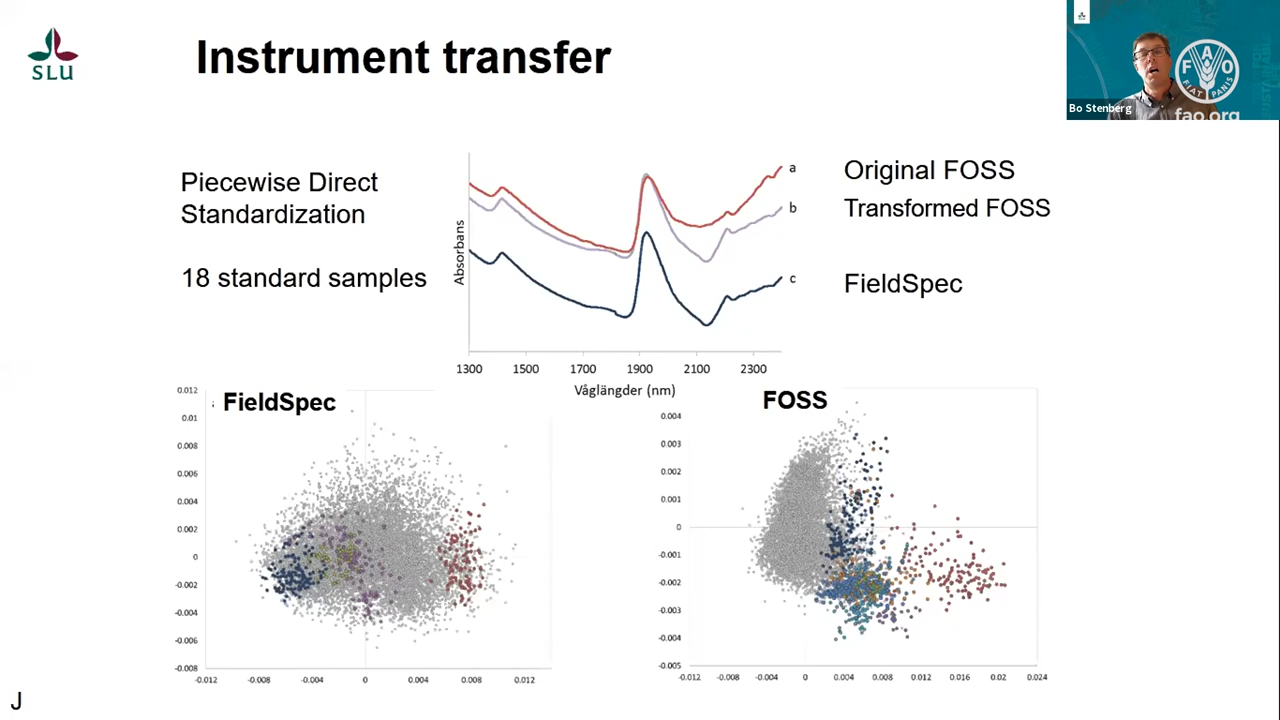 SLU
Instrument transfer
Bo Stenberg
F A O
FIAT PANIS
fao.org
Piecewise Direct
Standardization
18 standard samples
Absorbans
a
b
c
1300 1500 1700 1900 2100 2300
Våglängder (nm)
Original FOSS
Transformed FOSS
FieldSpec
FieldSpec
0.012
0.01
0.008
0.006
0.004
0.002
0
-0.002
-0.004
-0.006
-0.008
-0.012 -0.008 -0.004 0 0.004 0.008 0.012
FOSS
0.004
0.003
0.002
0.001
0
-0.001
-0.002
-0.003
-0.004
-0.005
-0.012 -0.008 -0.004 0 0.004 0.008 0.012 0.016 0.02 0.024
J